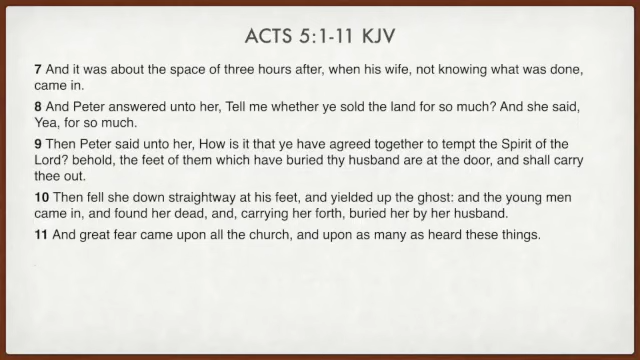 ACTS 5:1-11 KJV
7 And it was about the space of three hours after, when his wife, not knowing what was done,
came in.
8 And Peter answered unto her, Tell me whether ye sold the land for so much? And she said,
Yea, for so much.
9 Then Peter said unto her, How is it that ye have agreed together to tempt the Spirit of the
Lord? behold, the feet of them which have buried thy husband are at the door, and shall carry
thee out.
10 Then fell she down straightway at his feet, and yielded up the ghost: and the young men
came in, and found her dead, and, carrying her forth, buried her by her husband.
11 And great fear came upon all the church, and upon as many as heard these things.